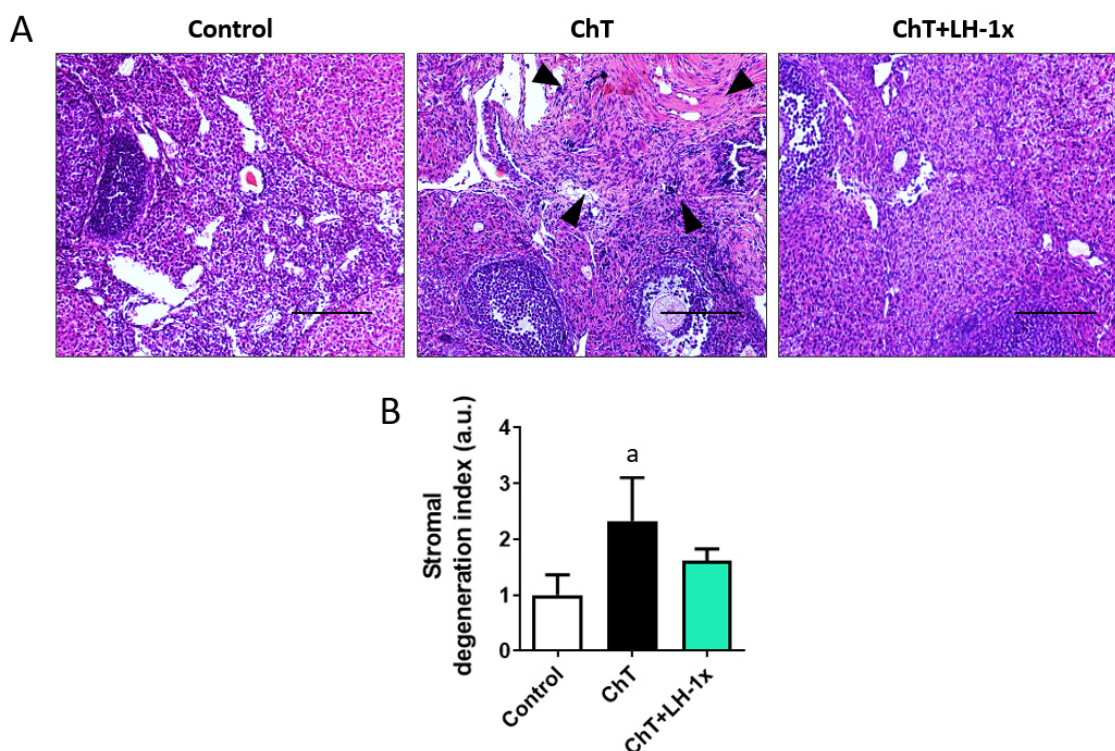 A
Control
ChT
ChT+LH-1x
B
Stromal
degeneration index (a.u.)
4
3
2
1
0
a
Control
ChT
ChT+LH-1x